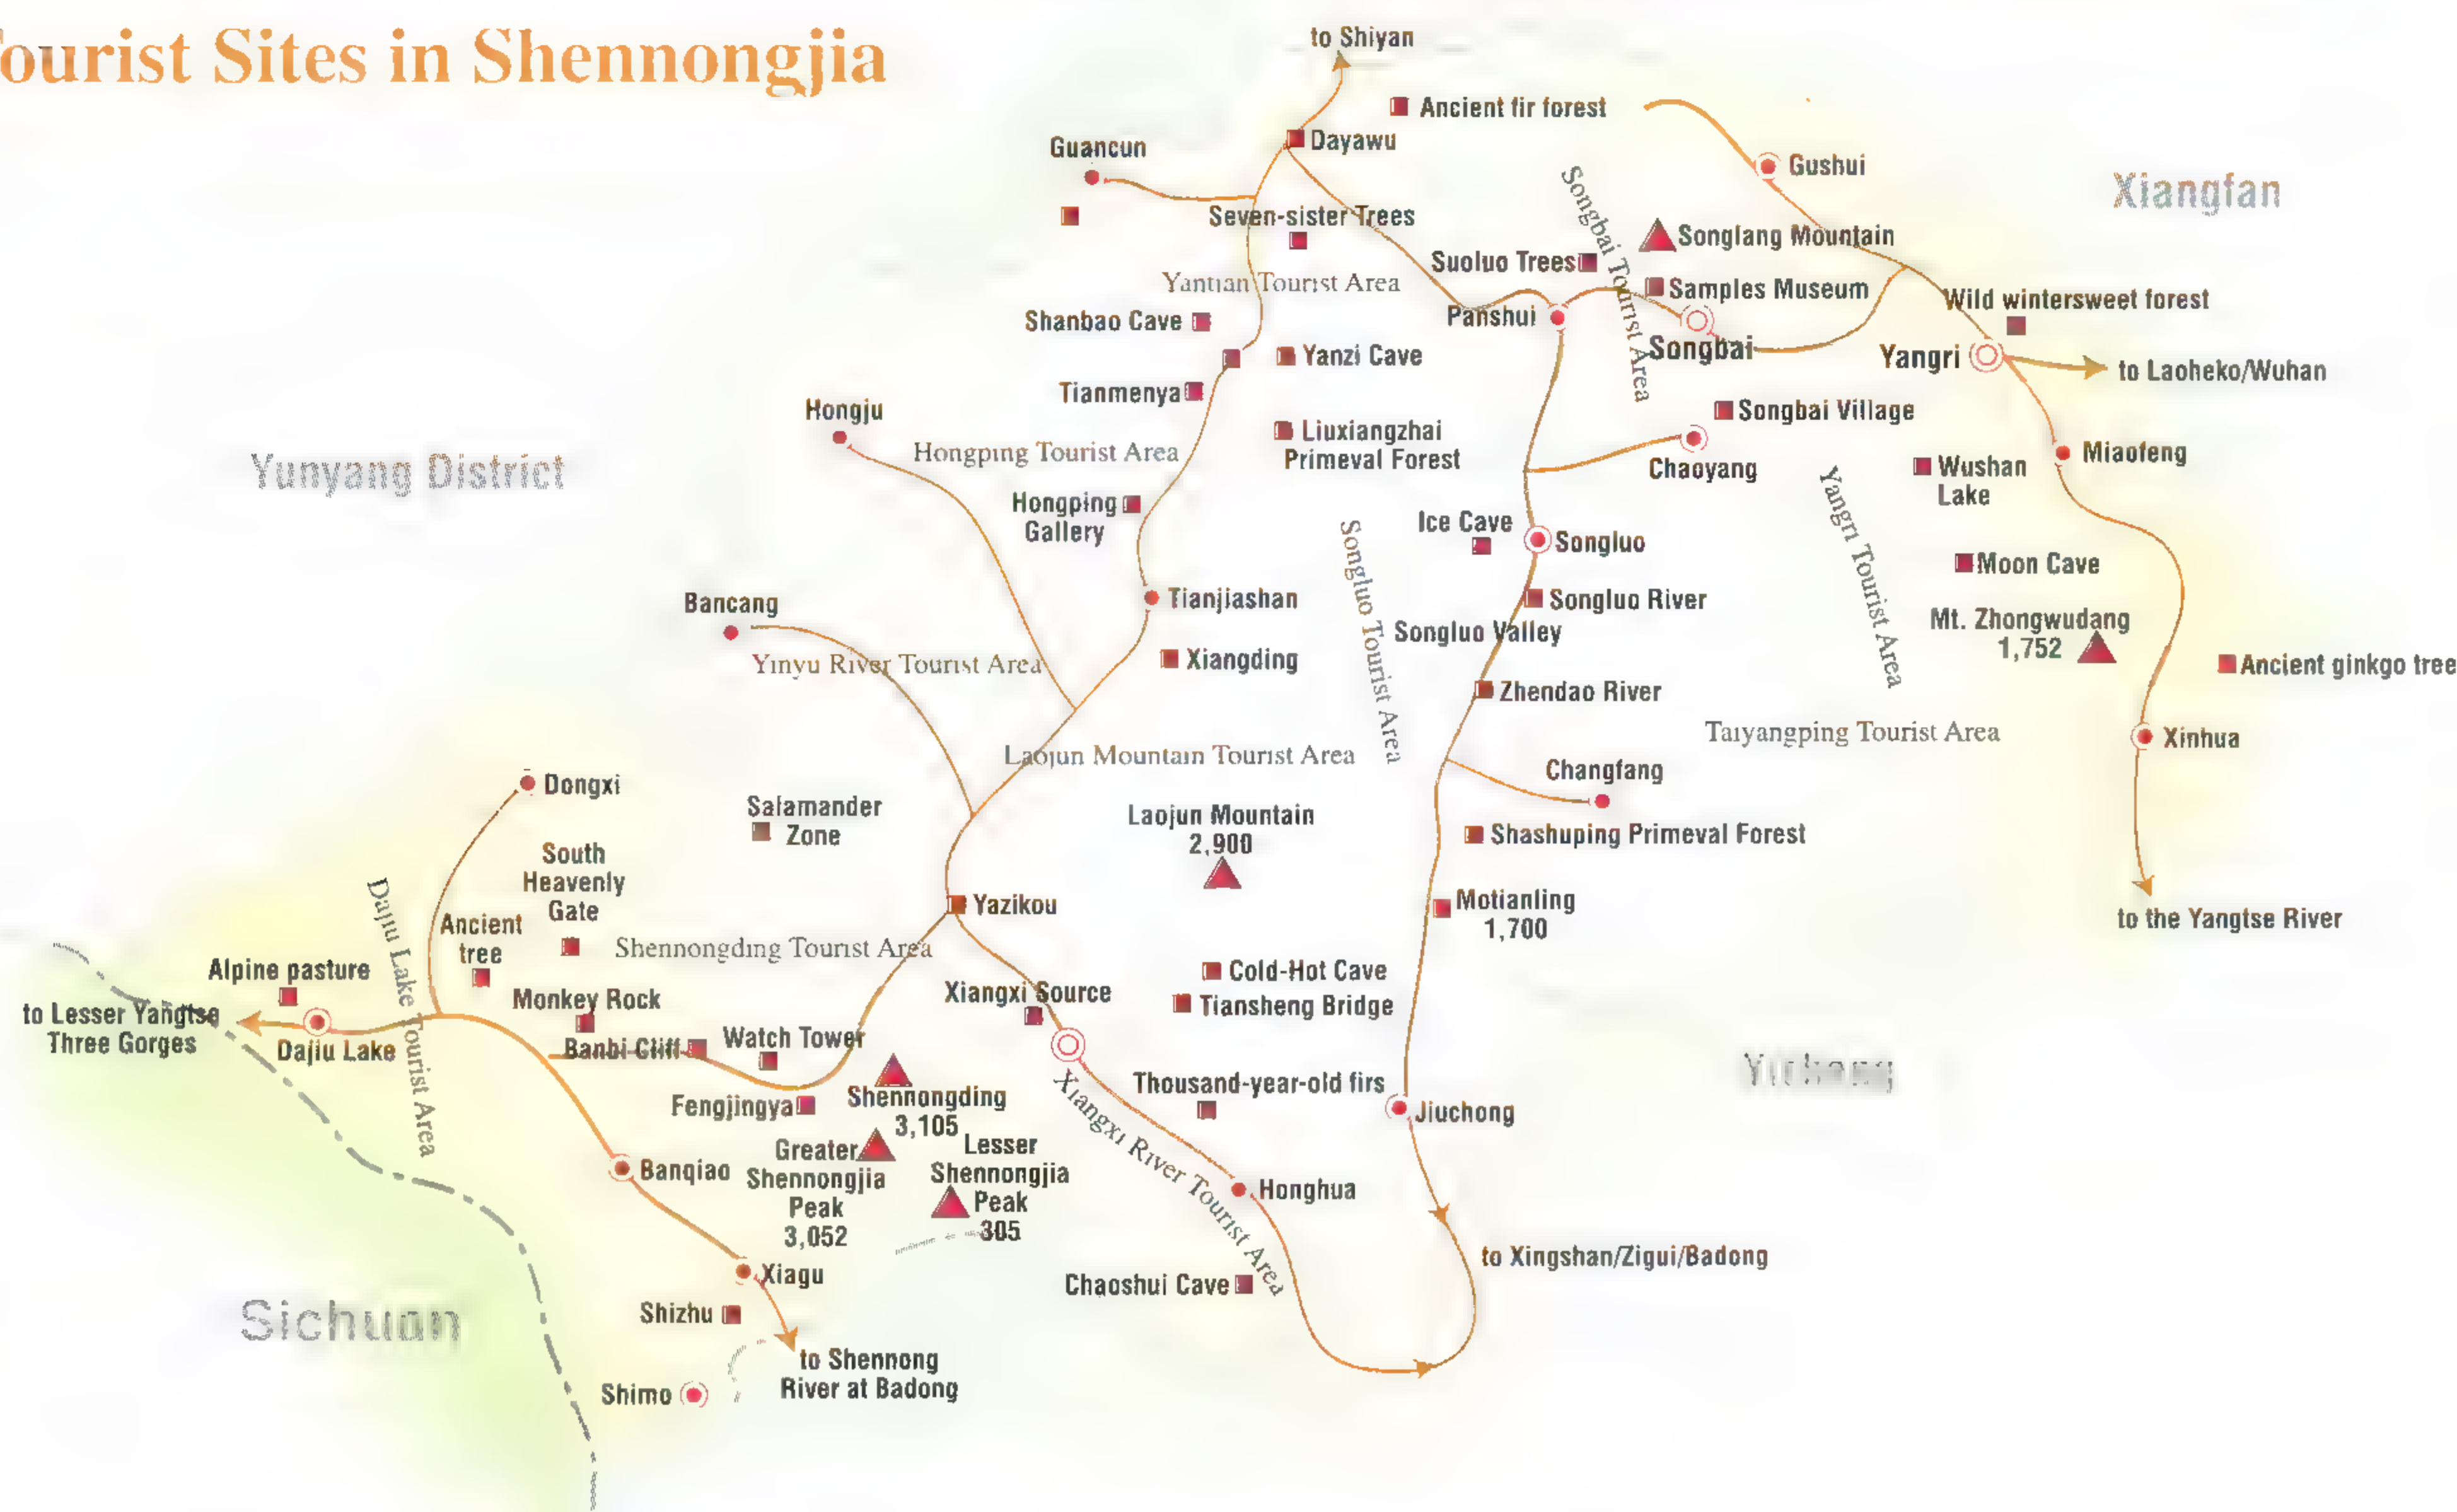 ourist Sites in Shennongjia
to Shiyan
Ancient fir forest
Dayawu
Guancun
Gushui
Xiangfan
Seven-sister Trees
Songbai Tourist Area
Songlang Mountain
Suoluo Trees
Yantian Tourist Area
Samples Museum
Wild wintersweet forest
Shanbao Cave
Panshui
Songbai
Yanzi Cave
Yangri
to Laoheko/Wuhan
Tianmenya
Hongju
Songbai Village
Liuxiangzhai
Primeval Forest
Hongping Tourist Area
Miaofeng
Yunyang District
Chaoyang
Wushan
Lake
Yangri Tourist Area
Hongping
Gallery
Ice Cave
Songluo
Songluo Tourist Area
Moon Cave
Bancang
Tianjiashan
Songluo River
Mt. Zhongwudang
1,752
Songluo Valley
Yinyu River Tourist Area
Xiangding
Ancient ginkgo tree
Zhendao River
Taiyangping Tourist Area
Xinhua
Laojun Mountain Tourist Area
Changfang
Dongxi
Salamander
Zone
Laojun Mountain
2,900
Shashuping Primeval Forest
South
Heavenly
Gate
Dajiu Lake Tourist Area
Yazikou
Motianling
1,700
to the Yangtse River
Ancient
tree
Shennongding Tourist Area
Alpine pasture
Cold-Hot Cave
Monkey Rock
Xiangxi Source
Tiansheng Bridge
to Lesser Yangtse
Three Gorges
Dajiu Lake
Banbi Cliff
Watch Tower
Yichang
Thousand-year-old firs
Shennongding
3,105
Fengjingya
Jiuchong
Xiangxi River Tourist Area
Greater
Shennongjia
Peak
3,052
Lesser
Shennongjia
Peak
305
Banqiao
Honghua
to Xingshan/Zigui/Badong
Xiagu
Chaoshui Cave
Shizhu
Sichuan
to Shennong
River at Badong
Shimo